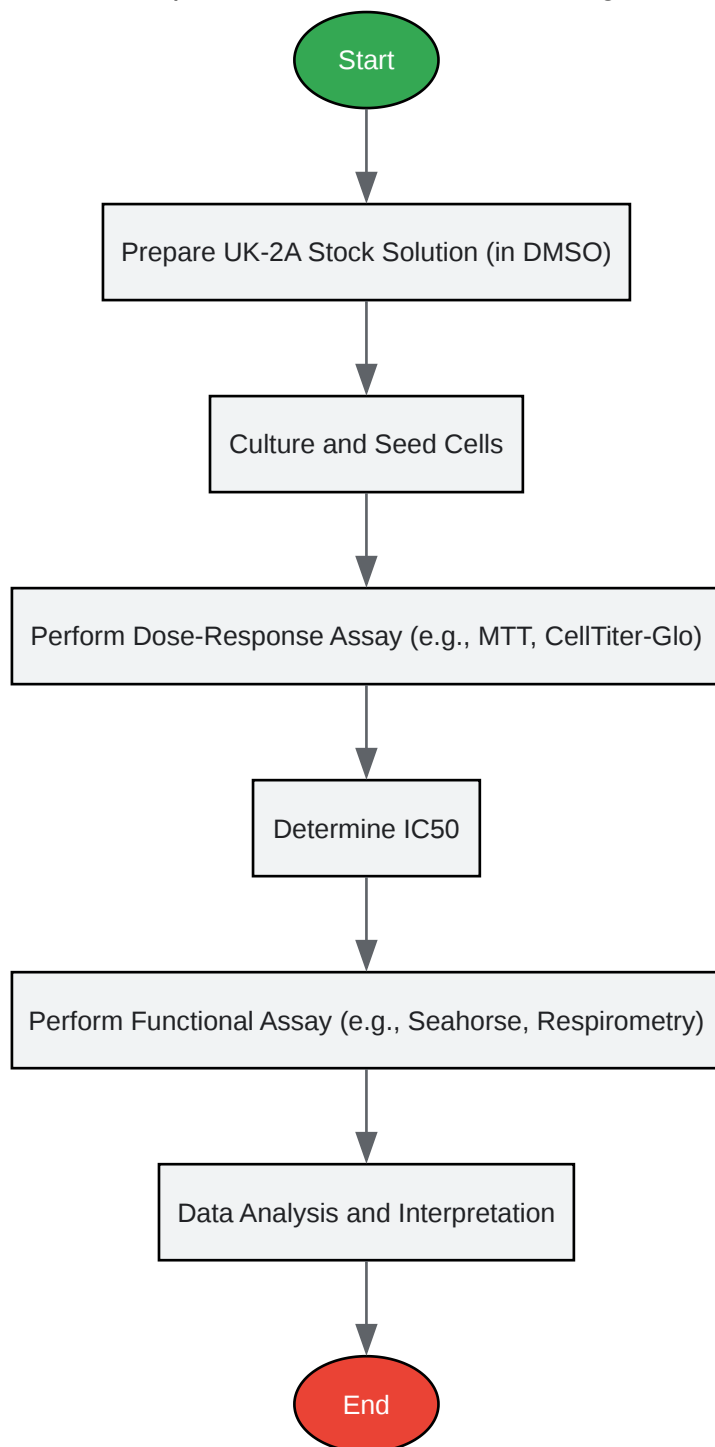 Start
Prepare UK-2A Stock Solution (in DMSO)
Culture and Seed Cells
Perform Dose-Response Assay (e.g., MTT, CellTiter-Glo)
Determine IC50
Perform Functional Assay (e.g., Seahorse, Respirometry)
Data Analysis and Interpretation
End